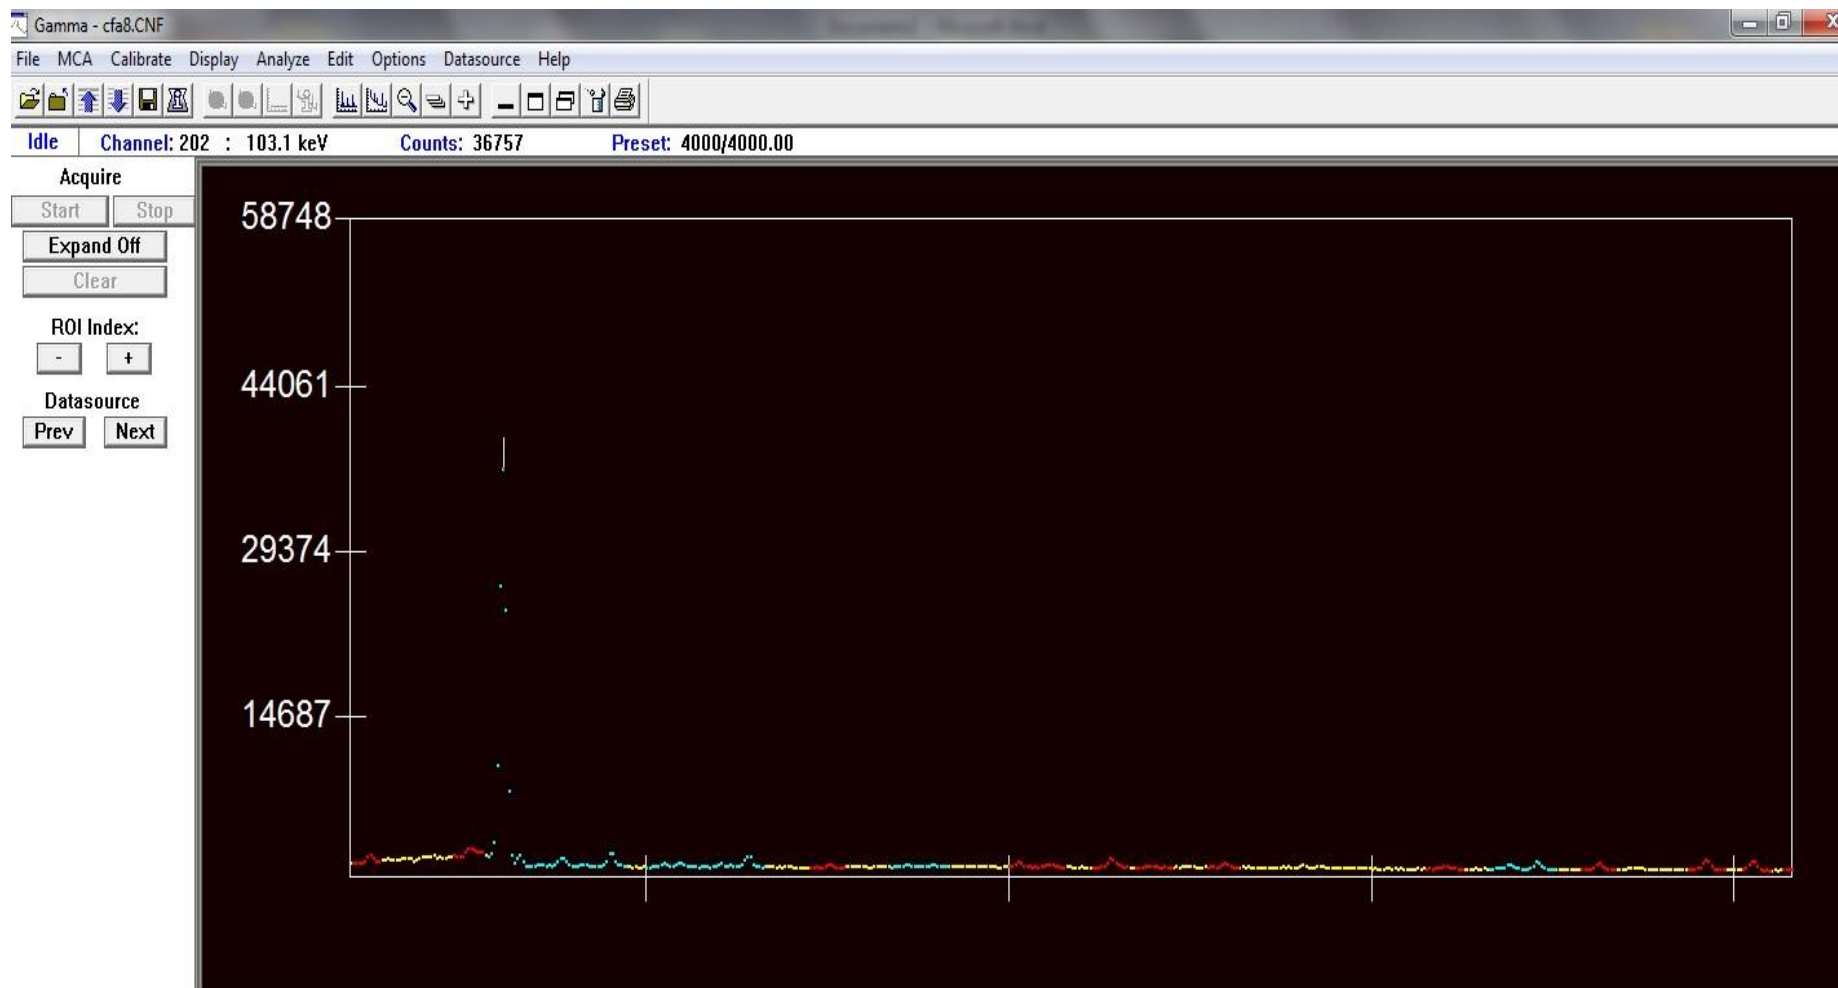 Gamma - cfa8.CNF
File MCA Calibrate Display Analyze Edit Options Datasource Help
Idle Channel: 202 : 103.1 keV Counts: 36757 Preset: 4000/4000.00
Acquire
Start Stop
Expand Off
Clear
ROI Index:
- +
Datasource
Prev Next
58748
44061
29374
14687